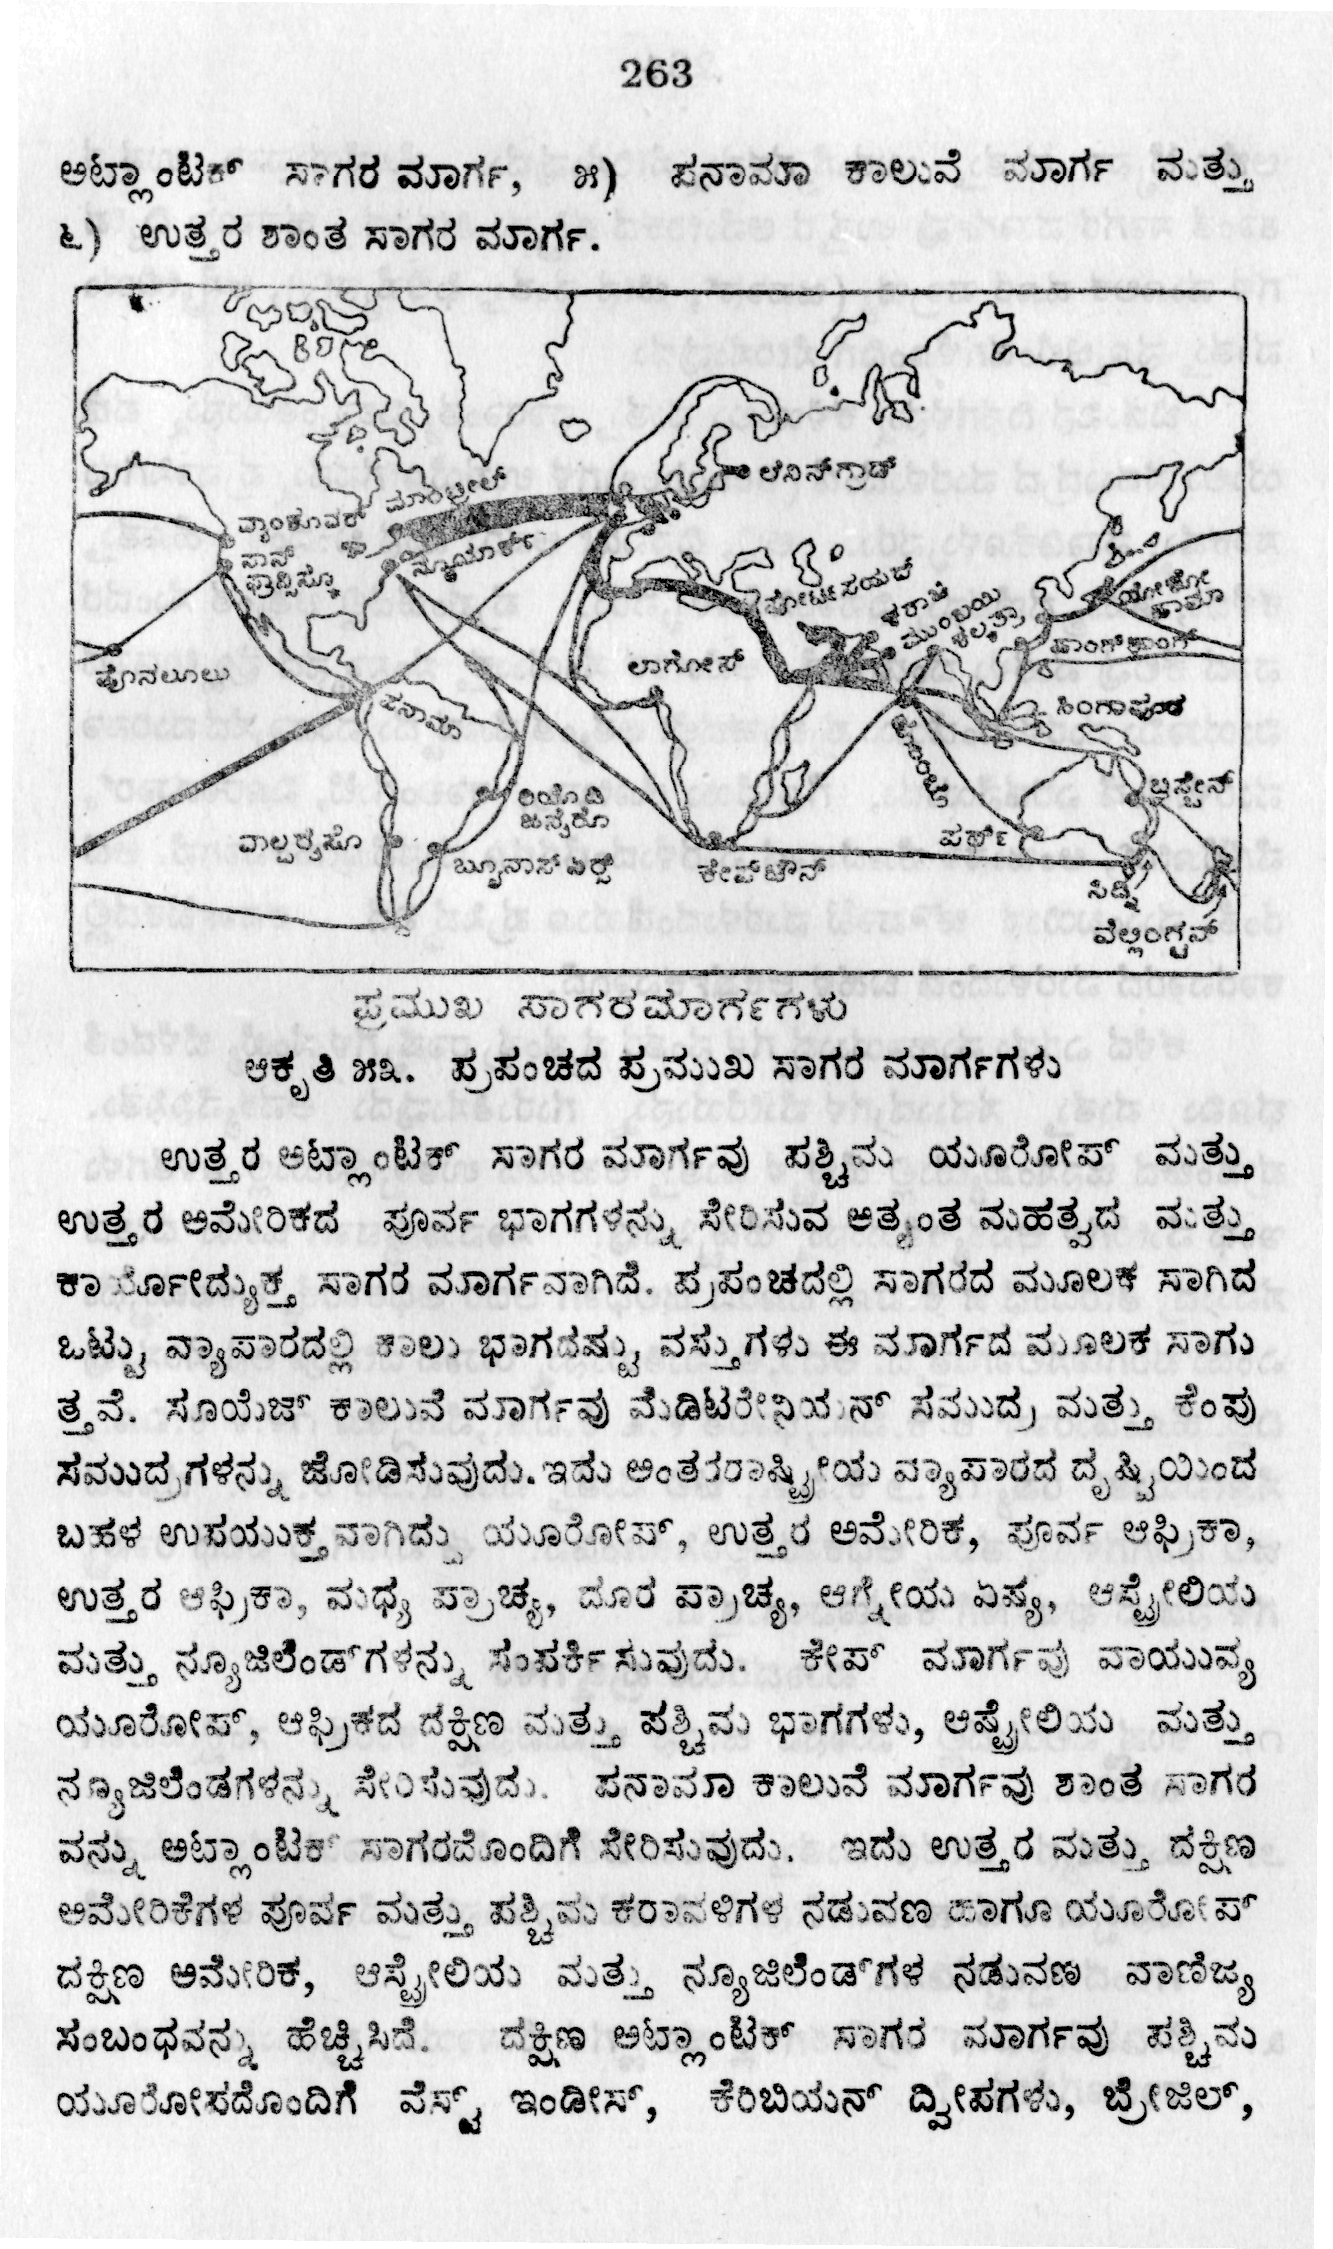 263
ಅಟ್ಲಾಂಟಿಕ್ ಸಾಗರ ಮಾರ್ಗ, ೫) ಪನಾಮಾ ಕಾಲುವೆ ಮಾರ್ಗ ಮತ್ತು
೬) ಉತ್ತರ ಶಾಂತ ಸಾಗರ ಮಾರ್ಗ.
ಲೆನಿನ್‌ಗ್ರಾಡ್
ಮಾಂಟ್ರೀಲ್
ವ್ಯಾಂಕೂವರ್
ನ್ಯೂಯಾರ್ಕ್
ಸಾನ್
ಫ್ರಾನ್ಸಿಸ್ಕೊ
ಪೋರ್ಟಸಯಿದ್
ಕರಾಚಿ
ಮುಂಬಯಿ
ಕಲ್ಕತ್ತಾ
ಯೋಕೋ
ಹಾಮಾ
ಹಾಂಗ್‌ಕಾಂಗ್
ಹೊನಲೂಲು
ಲಾಗೋಸ್
ಪನಾಮಾ
ಸಿಂಗಾಪೂರ
ಕೊಲಂಬೊ
ರಿಯೊ ಡಿ
ಜನೈರೊ
ಬ್ರಿಸ್ಬೇನ್
ವಾಲ್ಪರೈಸೊ
ಬ್ಯೂನಾಸ್ ಏರ್ಸ್
ಕೇಪ್‌ಟೌನ್
ಪರ್ಥ್
ಸಿಡ್ನಿ
ವೆಲ್ಲಿಂಗ್ಟನ್
ಪ್ರಮುಖ ಸಾಗರಮಾರ್ಗಗಳು
ಆಕೃತಿ ೫೩. ಪ್ರಪಂಚದ ಪ್ರಮುಖ ಸಾಗರ ಮಾರ್ಗಗಳು
ಉತ್ತರ ಅಟ್ಲಾಂಟಿಕ್ ಸಾಗರ ಮಾರ್ಗವು ಪಶ್ಚಿಮ ಯೂರೋಪ್ ಮತ್ತು
ಉತ್ತರ ಅಮೇರಿಕದ ಪೂರ್ವ ಭಾಗಗಳನ್ನು ಸೇರಿಸುವ ಅತ್ಯಂತ ಮಹತ್ವದ ಮತ್ತು
ಕಾರ್ಯೋದ್ಯುಕ್ತ ಸಾಗರ ಮಾರ್ಗವಾಗಿದೆ. ಪ್ರಪಂಚದಲ್ಲಿ ಸಾಗರದ ಮೂಲಕ ಸಾಗಿದ
ಒಟ್ಟು ವ್ಯಾಪಾರದಲ್ಲಿ ಕಾಲು ಭಾಗದಷ್ಟು ವಸ್ತುಗಳು ಈ ಮಾರ್ಗದ ಮೂಲಕ ಸಾಗು
ತ್ತವೆ. ಸೂಯೆಜ್ ಕಾಲುವೆ ಮಾರ್ಗವು ಮೆಡಿಟರೇನಿಯನ್ ಸಮುದ್ರ ಮತ್ತು ಕೆಂಪು
ಸಮುದ್ರಗಳನ್ನು ಜೋಡಿಸುವುದು. ಇದು ಅಂತರರಾಷ್ಟ್ರೀಯ ವ್ಯಾಪಾರದ ದೃಷ್ಟಿಯಿಂದ
ಬಹಳ ಉಪಯುಕ್ತವಾಗಿದ್ದು ಯೂರೋಪ್, ಉತ್ತರ ಅಮೇರಿಕ, ಪೂರ್ವ ಆಫ್ರಿಕಾ,
ಉತ್ತರ ಆಫ್ರಿಕಾ, ಮಧ್ಯ ಪ್ರಾಚ್ಯ, ದೂರ ಪ್ರಾಚ್ಯ, ಆಗ್ನೇಯ ಏಷ್ಯ, ಆಸ್ಟ್ರೇಲಿಯ
ಮತ್ತು ನ್ಯೂಜಿಲೆಂಡ್‌ಗಳನ್ನು ಸಂಪರ್ಕಿಸುವುದು. ಕೇಪ್ ಮಾರ್ಗವು ವಾಯುವ್ಯ
ಯೂರೋಪ್, ಆಫ್ರಿಕದ ದಕ್ಷಿಣ ಮತ್ತು ಪಶ್ಚಿಮ ಭಾಗಗಳು, ಆಷ್ಟ್ರೇಲಿಯ ಮತ್ತು
ನ್ಯೂಜಿಲೆಂಡಗಳನ್ನು ಸೇರಿಸುವುದು. ಪನಾಮಾ ಕಾಲುವೆ ಮಾರ್ಗವು ಶಾಂತ ಸಾಗರ
ವನ್ನು ಅಟ್ಲಾಂಟಿಕ್ ಸಾಗರದೊಂದಿಗೆ ಸೇರಿಸುವುದು. ಇದು ಉತ್ತರ ಮತ್ತು ದಕ್ಷಿಣ
ಅಮೇರಿಕೆಗಳ ಪೂರ್ವ ಮತ್ತು ಪಶ್ಚಿಮ ಕರಾವಳಿಗಳ ನಡುವಣ ಹಾಗೂ ಯೂರೋಪ್
ದಕ್ಷಿಣ ಅಮೇರಿಕ, ಆಸ್ಟ್ರೇಲಿಯ ಮತ್ತು ನ್ಯೂಜಿಲೆಂಡ್‌ಗಳ ನಡುವಣ ವಾಣಿಜ್ಯ
ಸಂಬಂಧವನ್ನು ಹೆಚ್ಚಿಸಿದೆ. ದಕ್ಷಿಣ ಅಟ್ಲಾಂಟಿಕ್ ಸಾಗರ ಮಾರ್ಗವು ಪಶ್ಚಿಮ
ಯೂರೋಪದೊಂದಿಗೆ ವೆಸ್ಟ್ ಇಂಡೀಸ್, ಕೆರಿಬಿಯನ್ ದ್ವೀಪಗಳು, ಬ್ರೇಜಿಲ್,